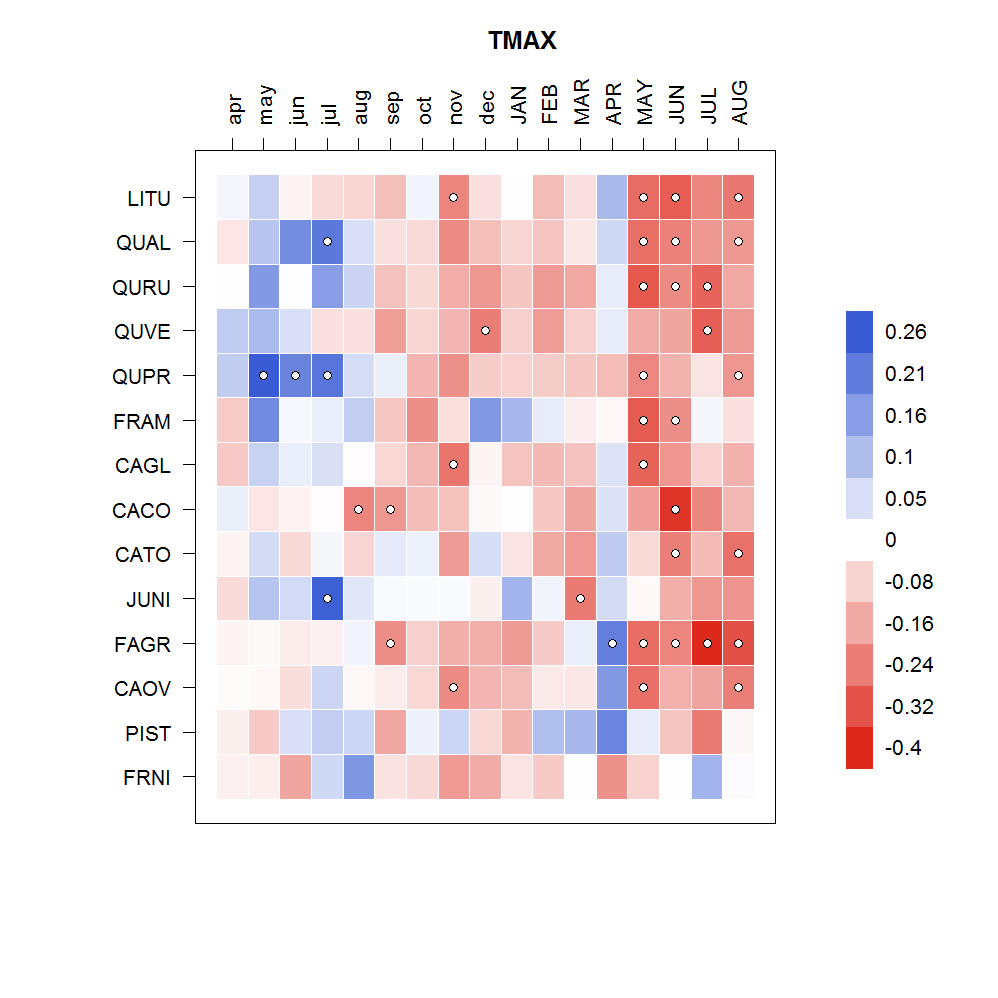 TMAX
apr may jun jul aug sep oct nov dec JAN FEB MAR APR MAY JUN JUL AUG
LITU
QUAL
QURU
QUVE
QUPR
FRAM
CAGL
CACO
CATO
JUNI
FAGR
CAOV
PIST
FRNI
0.26
0.21
0.16
0.1
0.05
0
-0.08
-0.16
-0.24
-0.32
-0.4